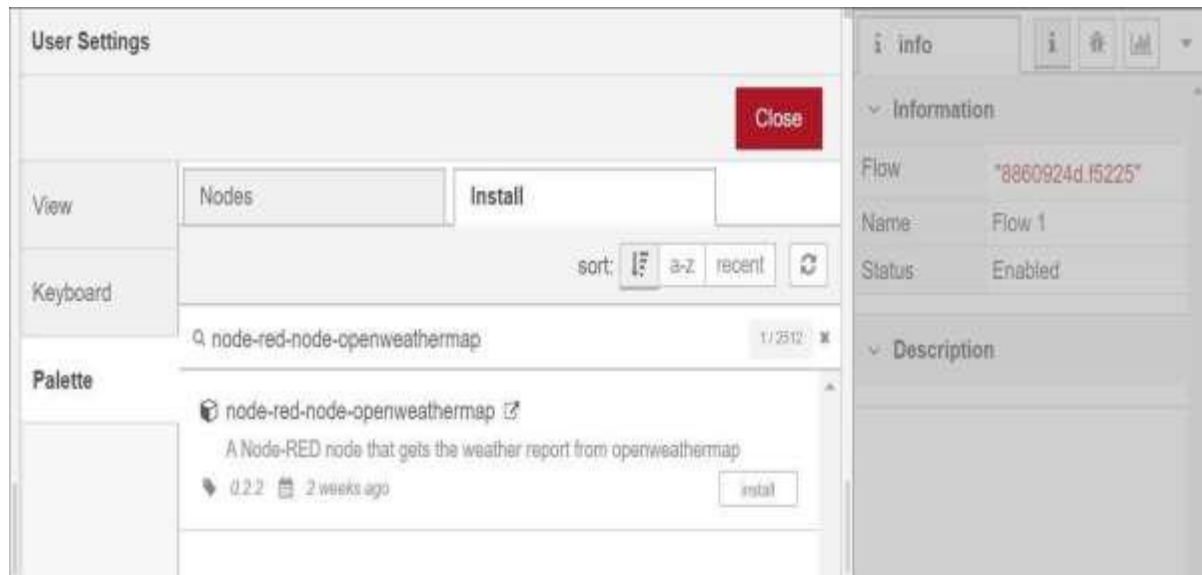 User Settings
Close
View
Keyboard
Palette
Nodes
Install
sort:
a-z
recent
node-red-node-openweathermap
1 / 2512
node-red-node-openweathermap
A Node-RED node that gets the weather report from openweathermap
0.2.2
2 weeks ago
install
i info
Information
Flow "8860924d.f5225"
Name Flow 1
Status Enabled
Description